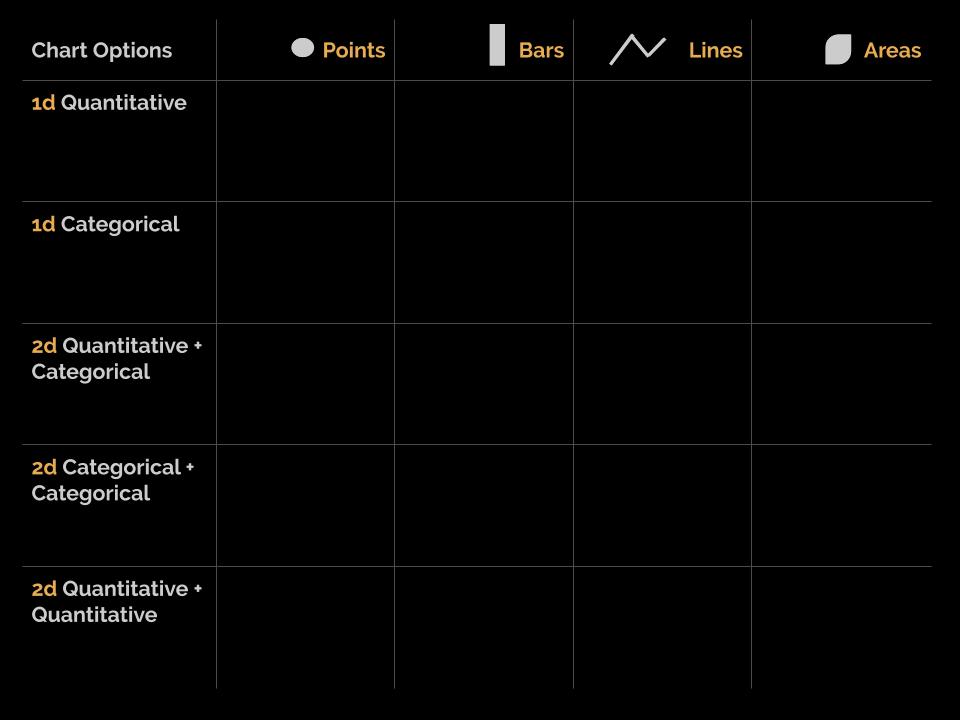 Chart Options
Points
Bars
Lines
Areas
1d Quantitative
1d Categorical
2d Quantitative +
Categorical
2d Categorical +
Categorical
2d Quantitative +
Quantitative